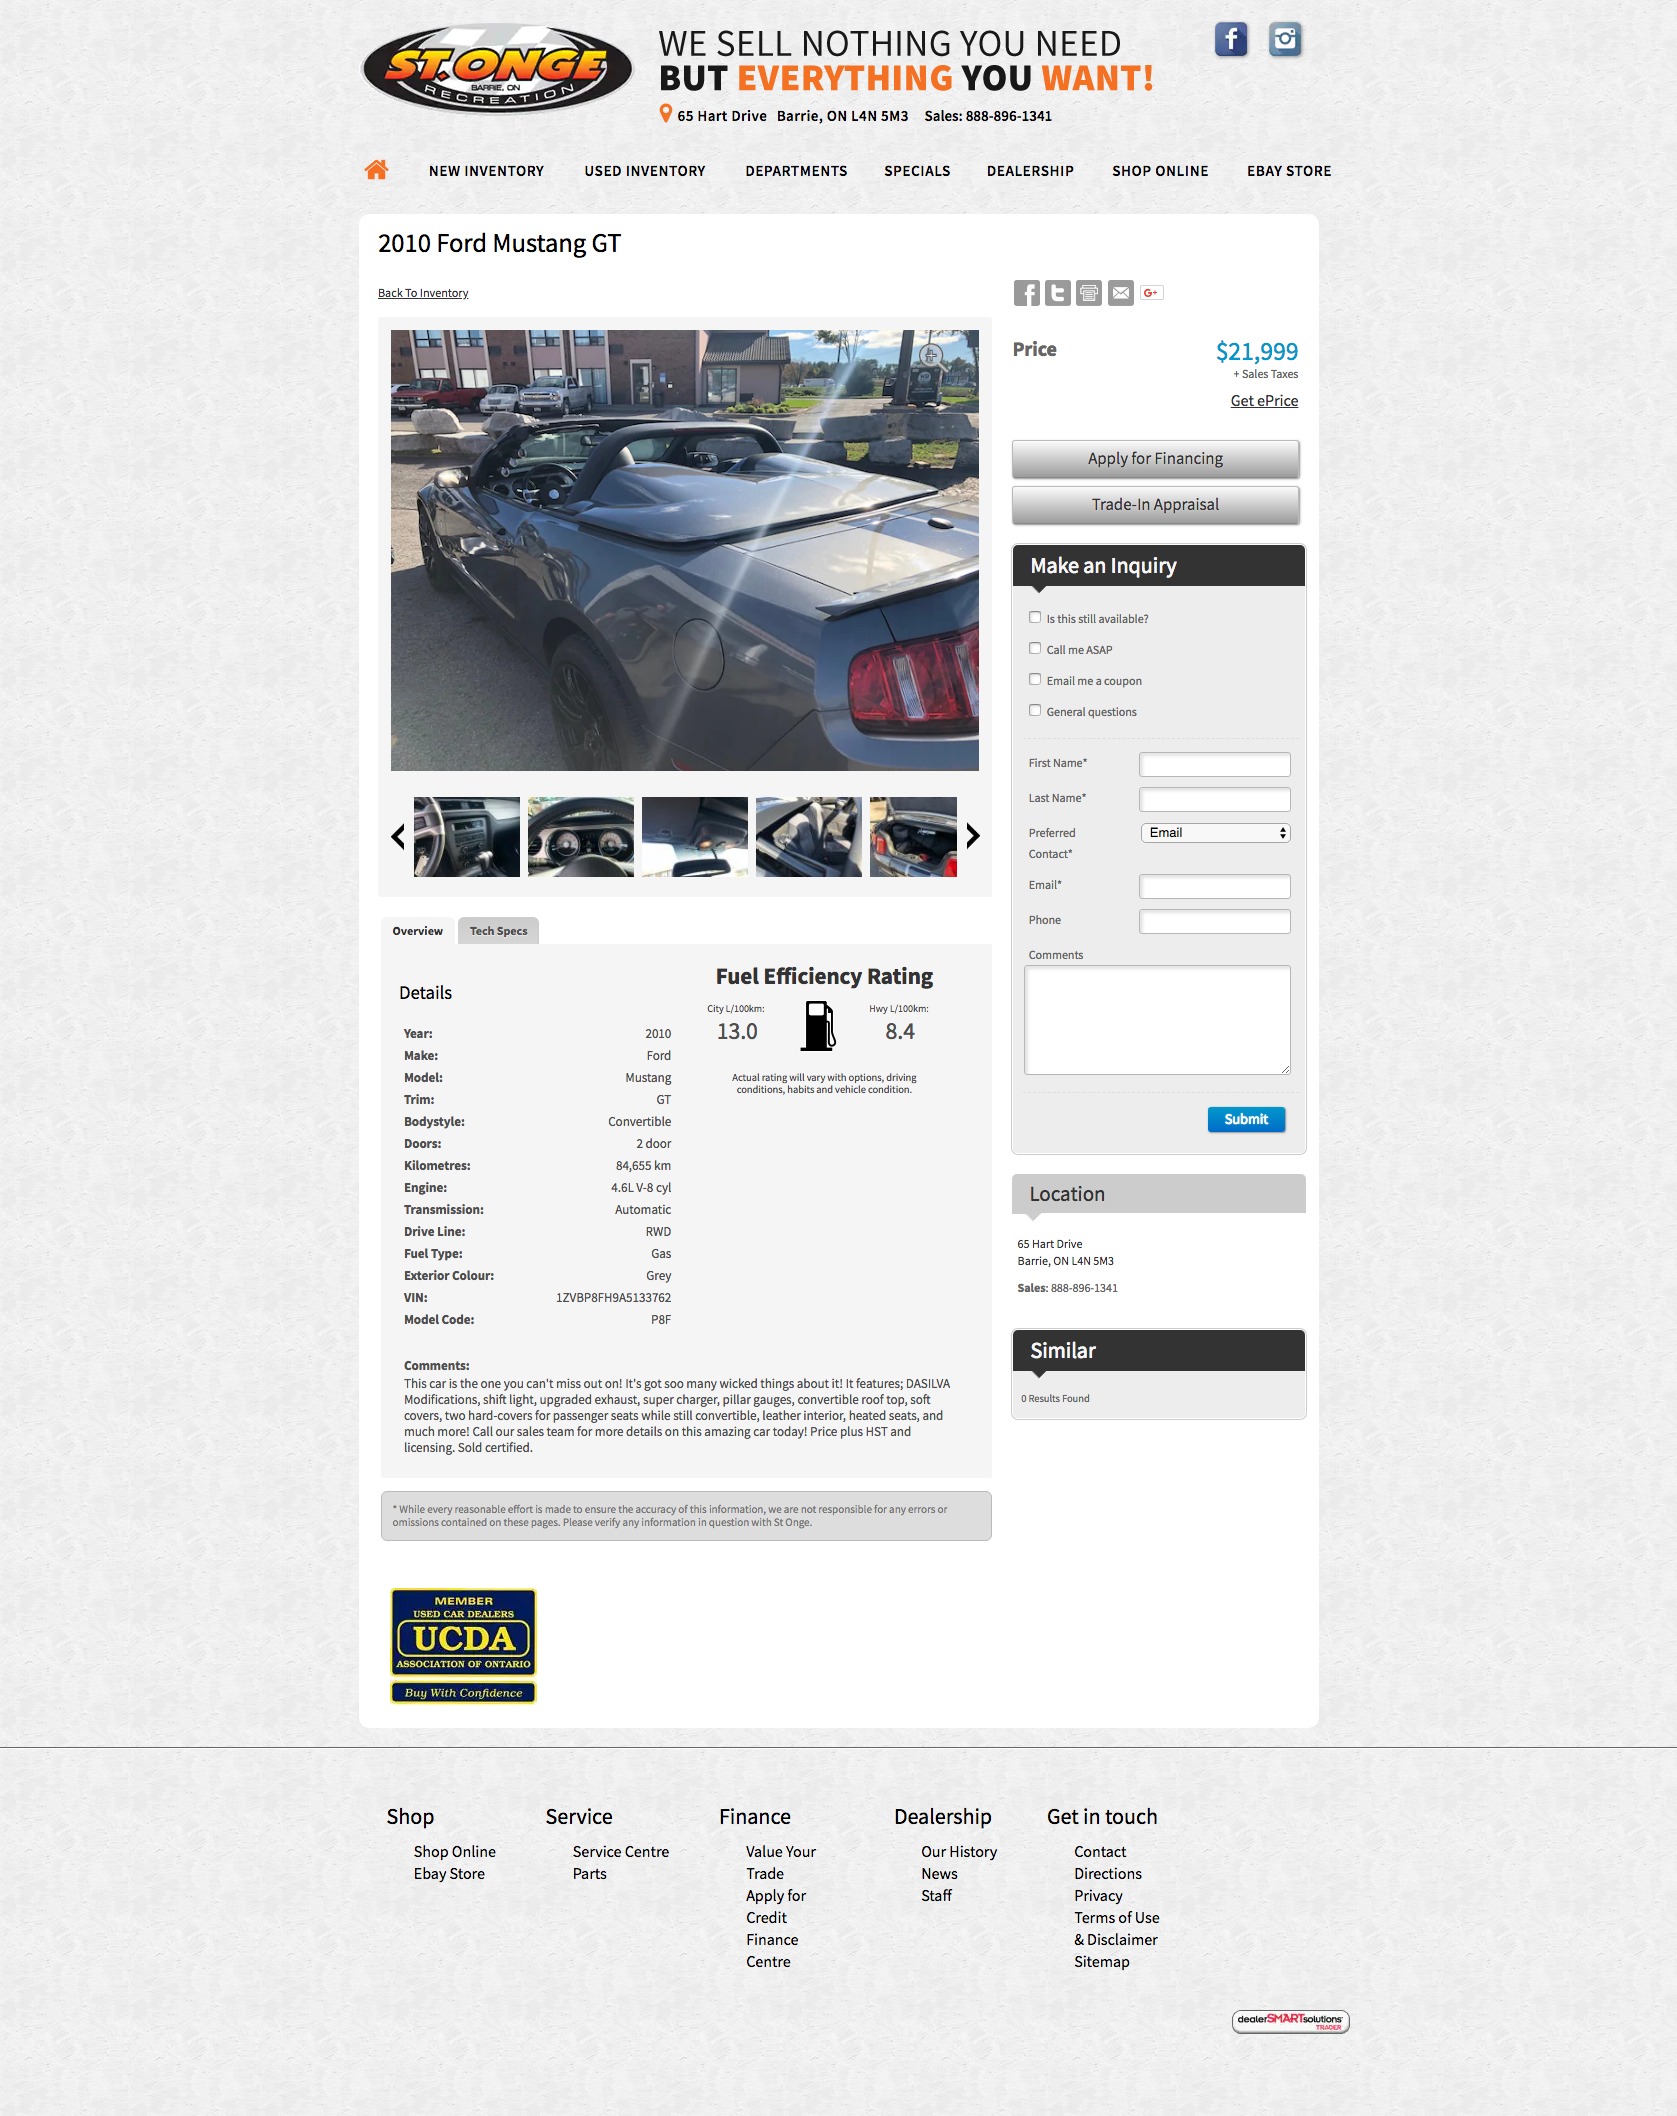 ST.ONGE
BARRIE, ON
RECREATION
WE SELL NOTHING YOU NEED
BUT EVERYTHING YOU WANT!
65 Hart Drive Barrie, ON L4N 5M3 Sales: 888-896-1341
NEW INVENTORY USED INVENTORY DEPARTMENTS SPECIALS DEALERSHIP SHOP ONLINE EBAY STORE
2010 Ford Mustang GT
Back To Inventory
G+
Price
$21,999
+ Sales Taxes
Get ePrice
Apply for Financing
Trade-In Appraisal
Make an Inquiry
Is this still available?
Call me ASAP
Email me a coupon
General questions
First Name*
Last Name*
Preferred
Contact*
Email
Email*
Phone
Comments
Submit
Overview Tech Specs
Details
Year: 2010
Make: Ford
Model: Mustang
Trim: GT
Bodystyle: Convertible
Doors: 2 door
Kilometres: 84,655 km
Engine: 4.6L V-8 cyl
Transmission: Automatic
Drive Line: RWD
Fuel Type: Gas
Exterior Colour: Grey
VIN: 1ZVBP8FH9A5133762
Model Code: P8F
Fuel Efficiency Rating
City L/100km: Hwy L/100km:
13.0 8.4
Actual rating will vary with options, driving
conditions, habits and vehicle condition.
Comments:
This car is the one you can't miss out on! It's got soo many wicked things about it! It features; DASILVA
Modifications, shift light, upgraded exhaust, super charger, pillar gauges, convertible roof top, soft
covers, two hard-covers for passenger seats while still convertible, leather interior, heated seats, and
much more! Call our sales team for more details on this amazing car today! Price plus HST and
licensing. Sold certified.
* While every reasonable effort is made to ensure the accuracy of this information, we are not responsible for any errors or
omissions contained on these pages. Please verify any information in question with St Onge.
Location
65 Hart Drive
Barrie, ON L4N 5M3
Sales: 888-896-1341
Similar
0 Results Found
MEMBER
USED CAR DEALERS
UCDA
ASSOCIATION OF ONTARIO
Buy With Confidence
Shop
Shop Online
Ebay Store
Service
Service Centre
Parts
Finance
Value Your
Trade
Apply for
Credit
Finance
Centre
Dealership
Our History
News
Staff
Get in touch
Contact
Directions
Privacy
Terms of Use
& Disclaimer
Sitemap
dealerSMARTsolutions
TRADER